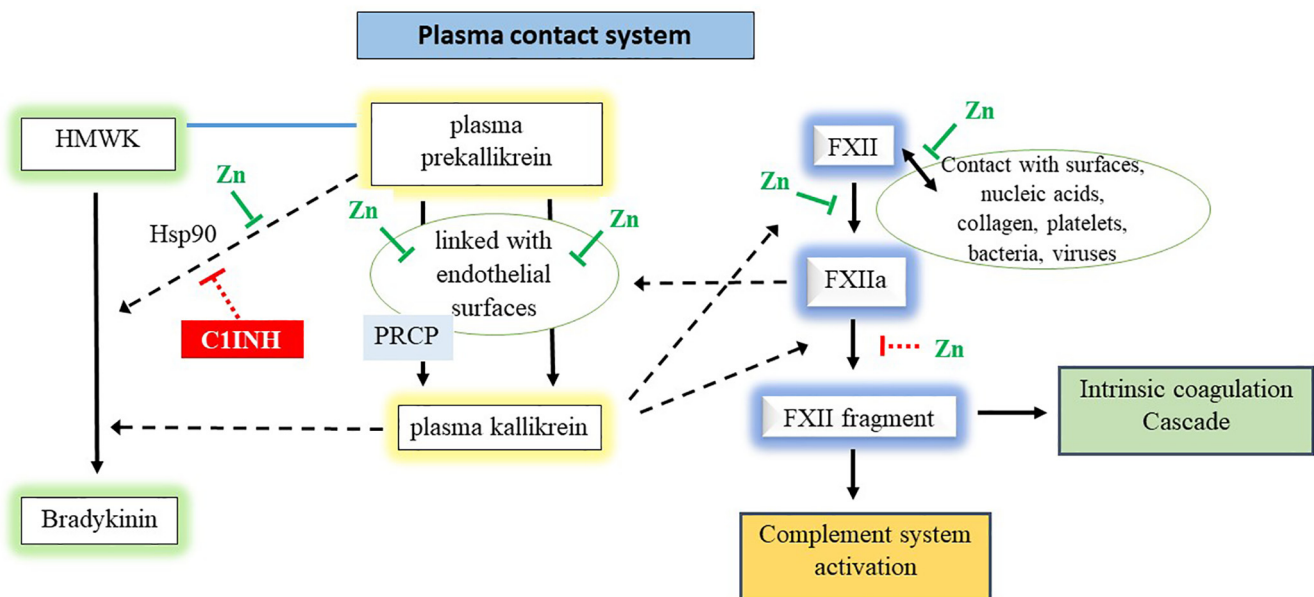 Plasma contact system
HMWK
plasma
prekallikrein
FXII
Zn
Contact with surfaces,
nucleic acids,
collagen, platelets,
bacteria, viruses
Zn
Zn
Hsp90
Zn
Zn
linked with
endothelial
surfaces
FXIIa
C1INH
PRCP
Zn
plasma kallikrein
FXII fragment
Intrinsic coagulation
Cascade
Bradykinin
Complement system
activation